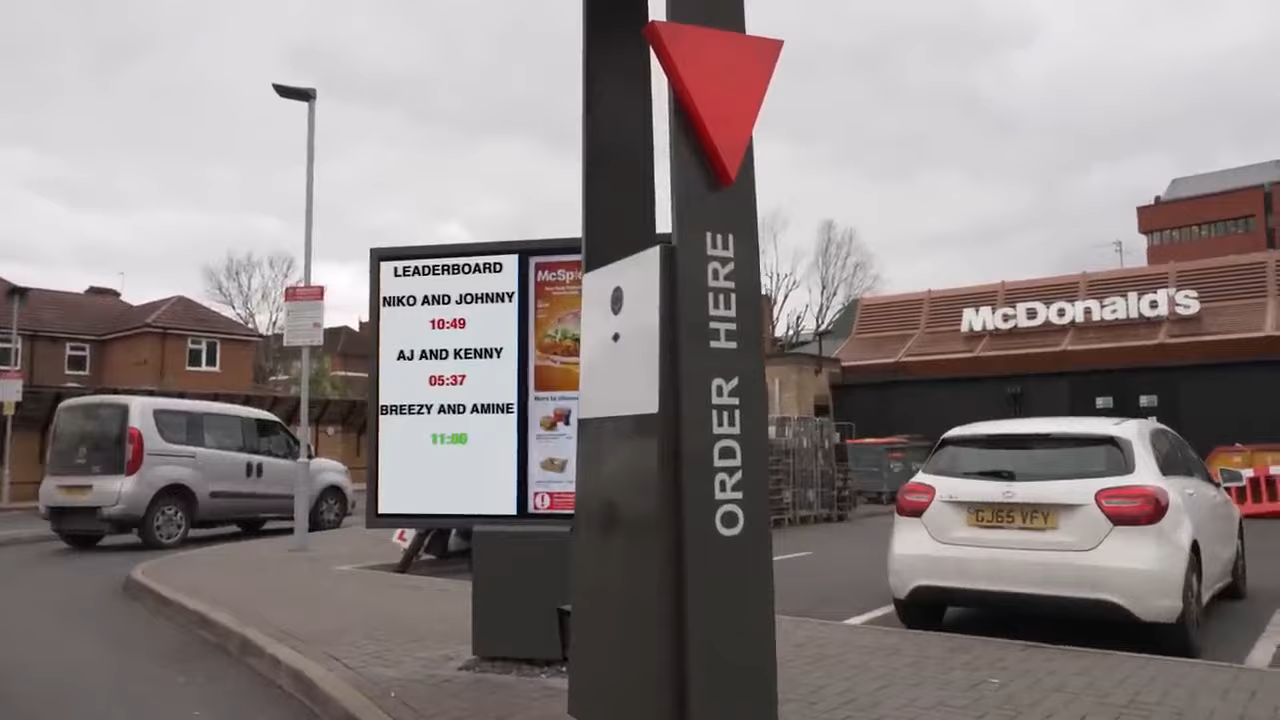 LEADERBOARD
NIKO AND JOHNNY
10:49
AJ AND KENNY
05:37
BREEZY AND AMINE
11:00
McSpi
ORDER HERE
McDonald's
GJ65 VFY
L